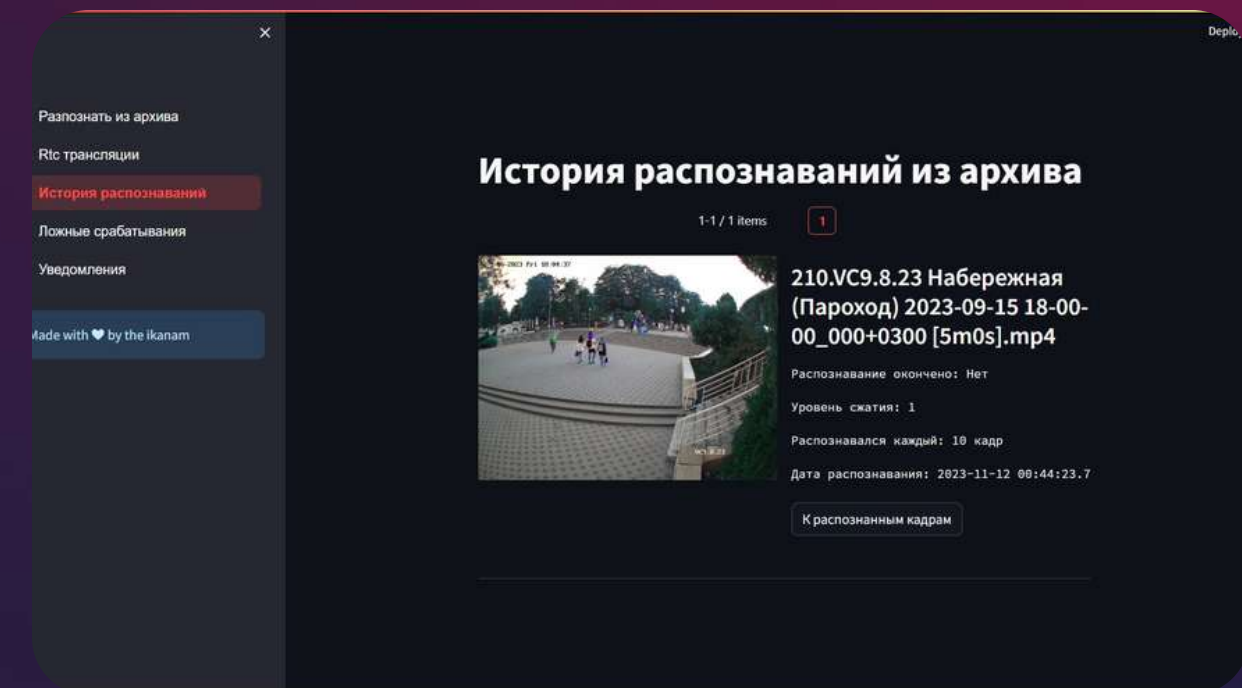 Deploy
Разпознать из архива
Rtc трансляции
История распознаваний
Ложные срабатывания
Уведомления
Made with ❤ by the ikanam
История распознаваний из архива
1-1 / 1 items
1
210.VC9.8.23 Набережная
(Пароход) 2023-09-15 18-00-
00_000+0300 [5m0s].mp4
Распознавание окончено: Нет
Уровень сжатия: 1
Распознавался каждый: 10 кадр
Дата распознавания: 2023-11-12 00:44:23.7
К распознанным кадрам